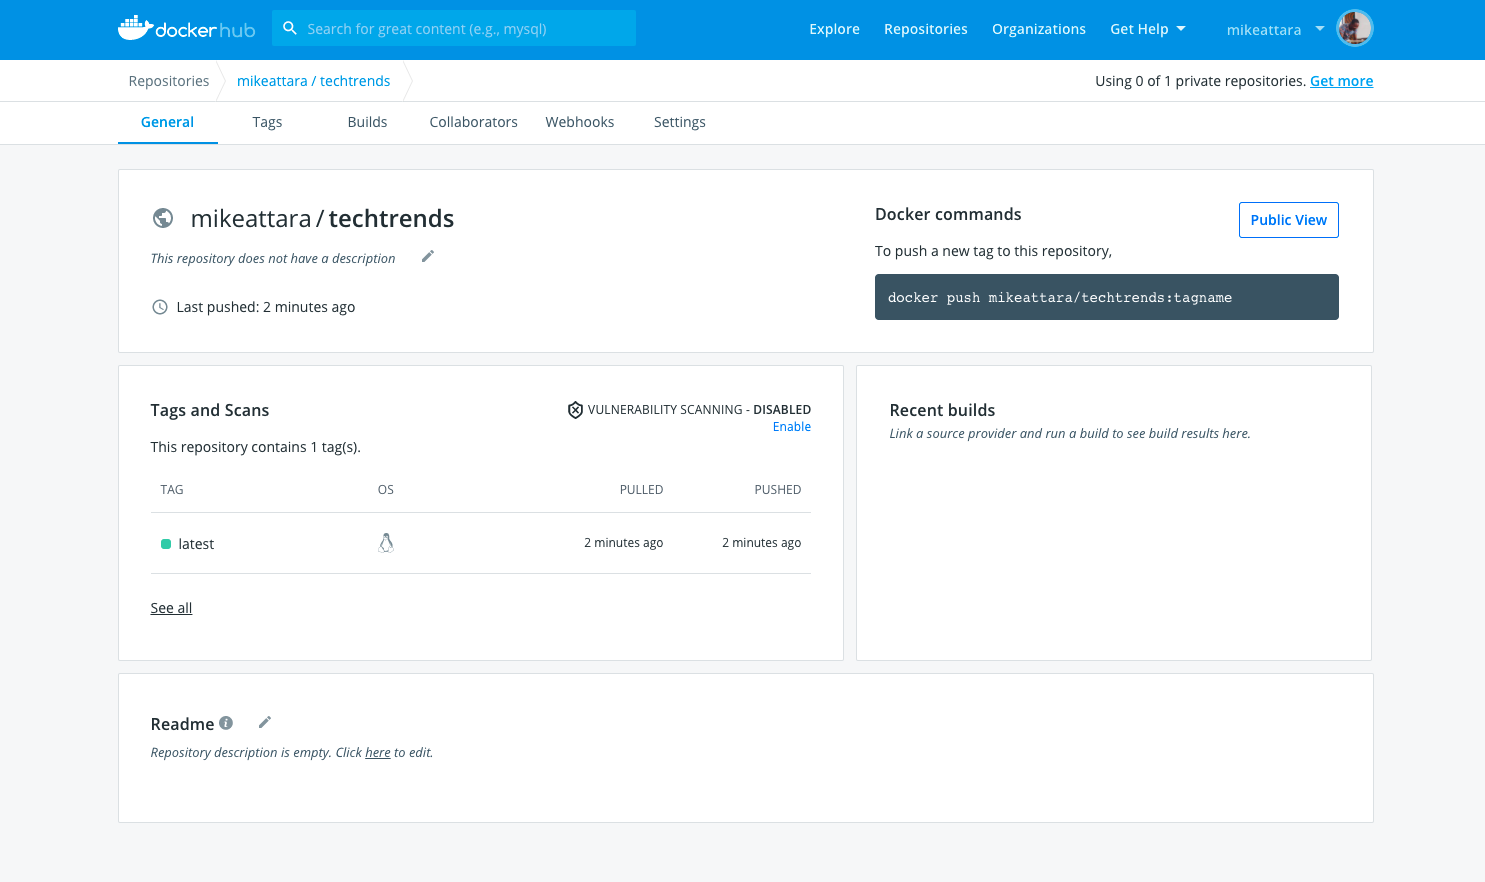 docker hub
Search for great content (e.g., mysql)
Explore
Repositories
Organizations
Get Help
mikeattara
Repositories
mikeattara / techtrends
Using 0 of 1 private repositories. Get more
General
Tags
Builds
Collaborators
Webhooks
Settings
mikeattara / techtrends
This repository does not have a description
Last pushed: 2 minutes ago
Docker commands
Public View
To push a new tag to this repository,
docker push mikeattara/techtrends:tagname
Tags and Scans
VULNERABILITY SCANNING - DISABLED
Enable
This repository contains 1 tag(s).
TAG OS PULLED PUSHED
latest 2 minutes ago 2 minutes ago
See all
Recent builds
Link a source provider and run a build to see build results here.
Readme
Repository description is empty. Click here to edit.